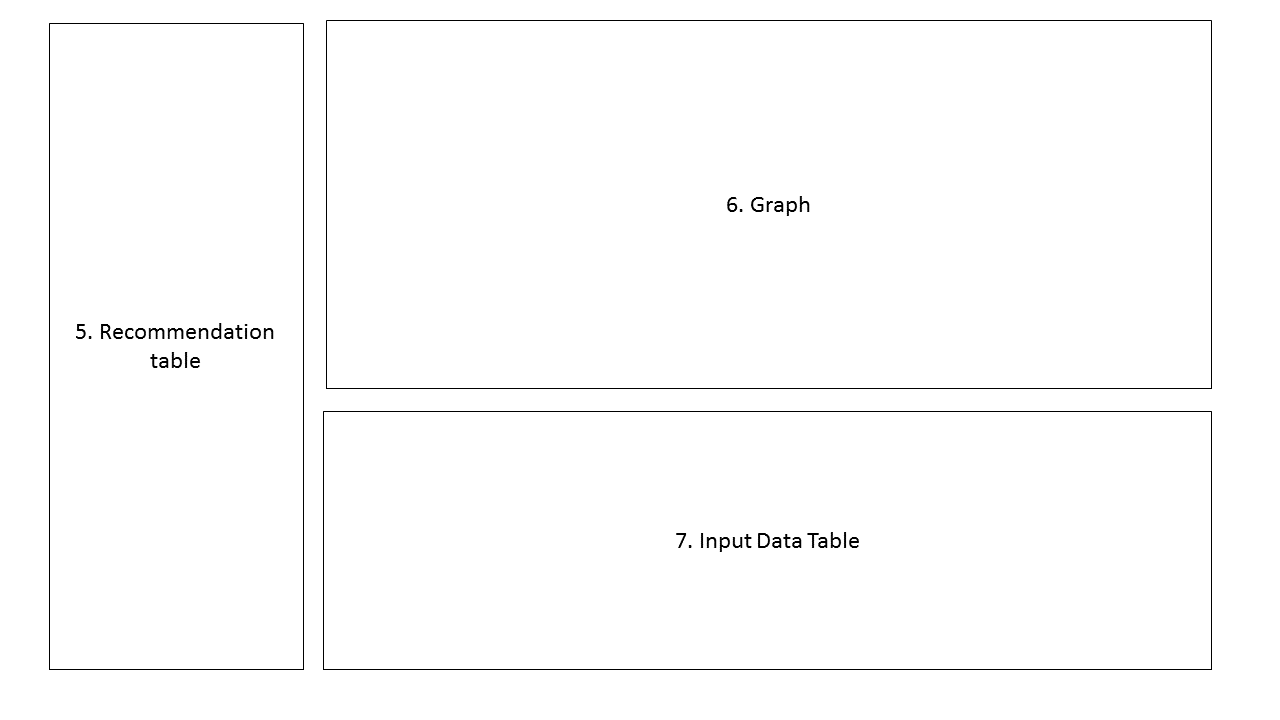 5. Recommendation
table
6. Graph
7. Input Data Table